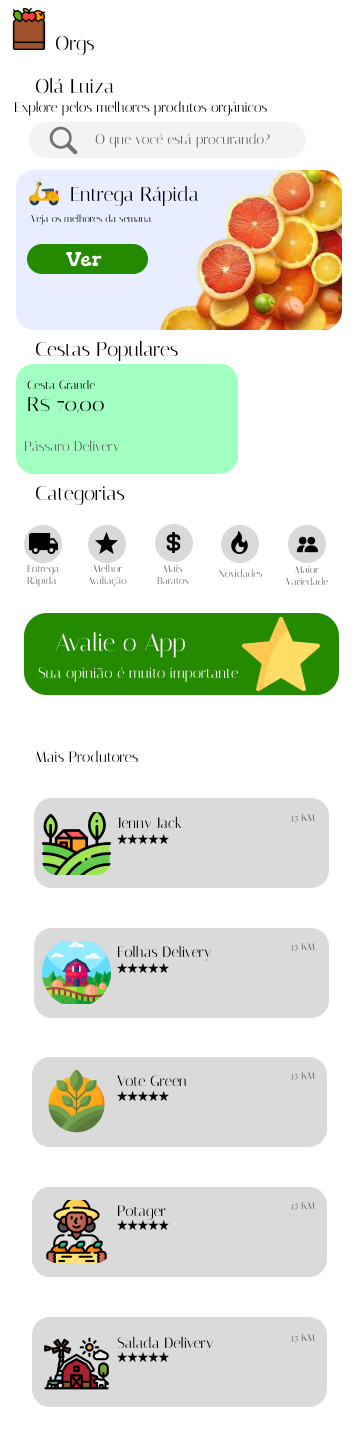 Orgs
Olá Luiza
Explore pelos melhores produtos orgânicos
O que você está procurando?
Entrega Rápida
Veja os melhores da semana
Ver
Cestas Populares
Cesta Grande
R$ 70,00
Pássaro Delivery
Categorias
Entrega Rápida
Melhor Avaliação
Mais Baratos
Novidades
Maior Variedade
Avalie o App
Sua opinião é muito importante
Mais Produtores
Jenny Jack
35 KM
Folhas Delivery
35 KM
Vote Green
35 KM
Potager
35 KM
Salada Delivery
35 KM